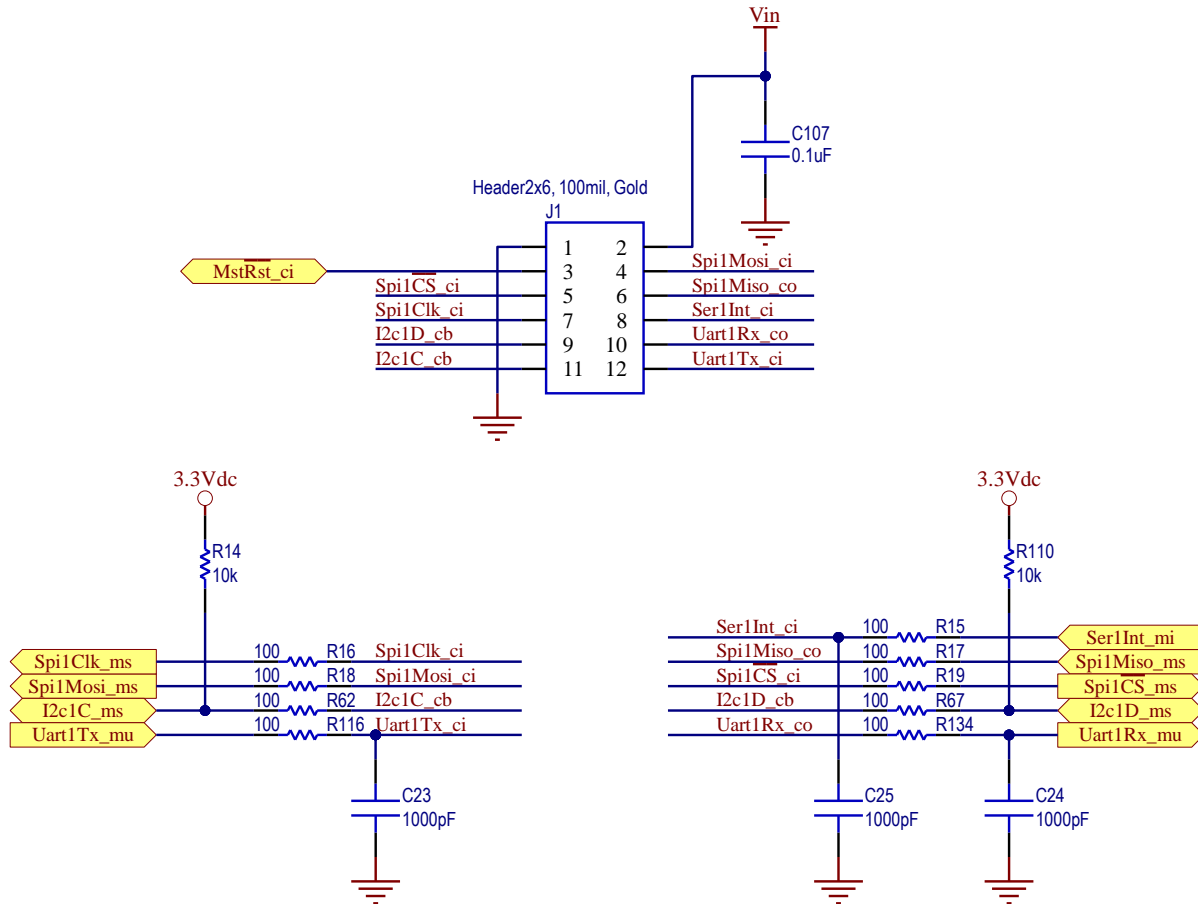 Vin
C107
0.1uF
Header2x6, 100mil, Gold
J1
1 2
MstRst_ci 3 4 Spi1Mosi_ci
Spi1CS_ci 5 6 Spi1Miso_co
Spi1Clk_ci 7 8 Ser1Int_ci
I2c1D_cb 9 10 Uart1Rx_co
I2c1C_cb 11 12 Uart1Tx_ci
3.3Vdc
R14
10k
Spi1Clk_ms 100 R16 Spi1Clk_ci
Spi1Mosi_ms 100 R18 Spi1Mosi_ci
I2c1C_ms 100 R62 I2c1C_cb
Uart1Tx_mu 100 R116 Uart1Tx_ci
C23
1000pF
3.3Vdc
R110
10k
Ser1Int_ci 100 R15 Ser1Int_mi
Spi1Miso_co 100 R17 Spi1Miso_ms
Spi1CS_ci 100 R19 Spi1CS_ms
I2c1D_cb 100 R67 I2c1D_ms
Uart1Rx_co 100 R134 Uart1Rx_mu
C25
1000pF
C24
1000pF